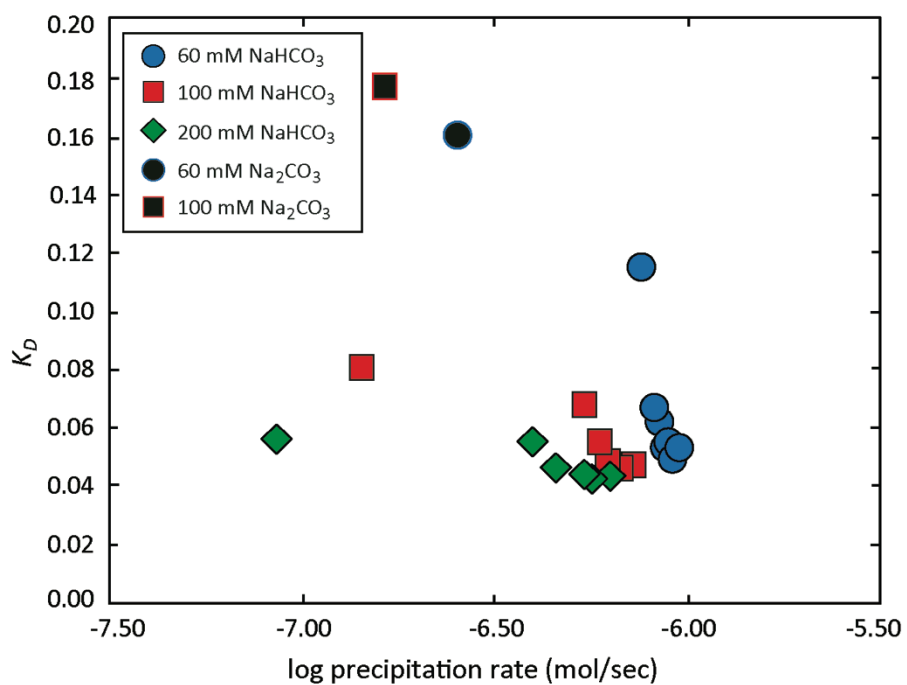 0.20
0.18
0.16
0.14
0.12
0.10
0.08
0.06
0.04
0.02
0.00
K_D
60 mM NaHCO₃
100 mM NaHCO₃
200 mM NaHCO₃
60 mM Na₂CO₃
100 mM Na₂CO₃
-7.50 -7.00 -6.50 -6.00 -5.50
log precipitation rate (mol/sec)